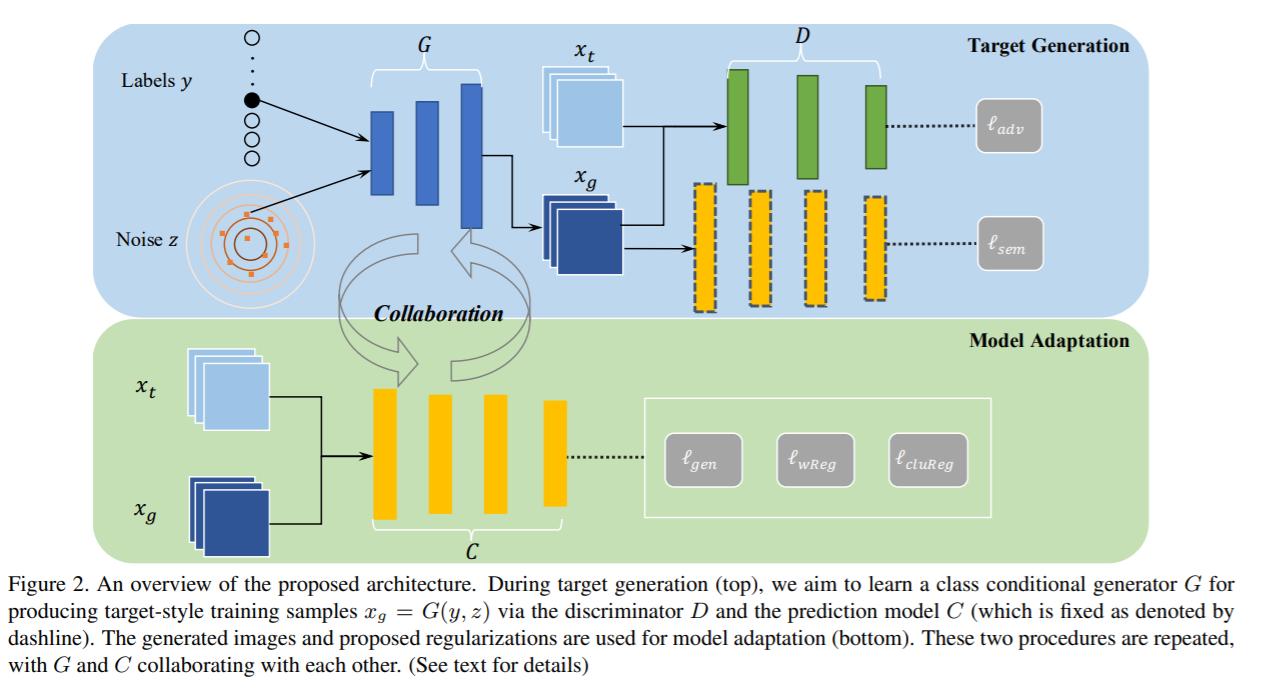 G
D
Target Generation
Labels y
x_t
ℓ_adv
x_g
Noise z
ℓ_sem
Collaboration
Model Adaptation
x_t
ℓ_gen ℓ_wReg ℓ_cluReg
x_g
C
Figure 2. An overview of the proposed architecture. During target generation (top), we aim to learn a class conditional generator G for
producing target-style training samples x_g = G(y, z) via the discriminator D and the prediction model C (which is fixed as denoted by
dashline). The generated images and proposed regularizations are used for model adaptation (bottom). These two procedures are repeated,
with G and C collaborating with each other. (See text for details)